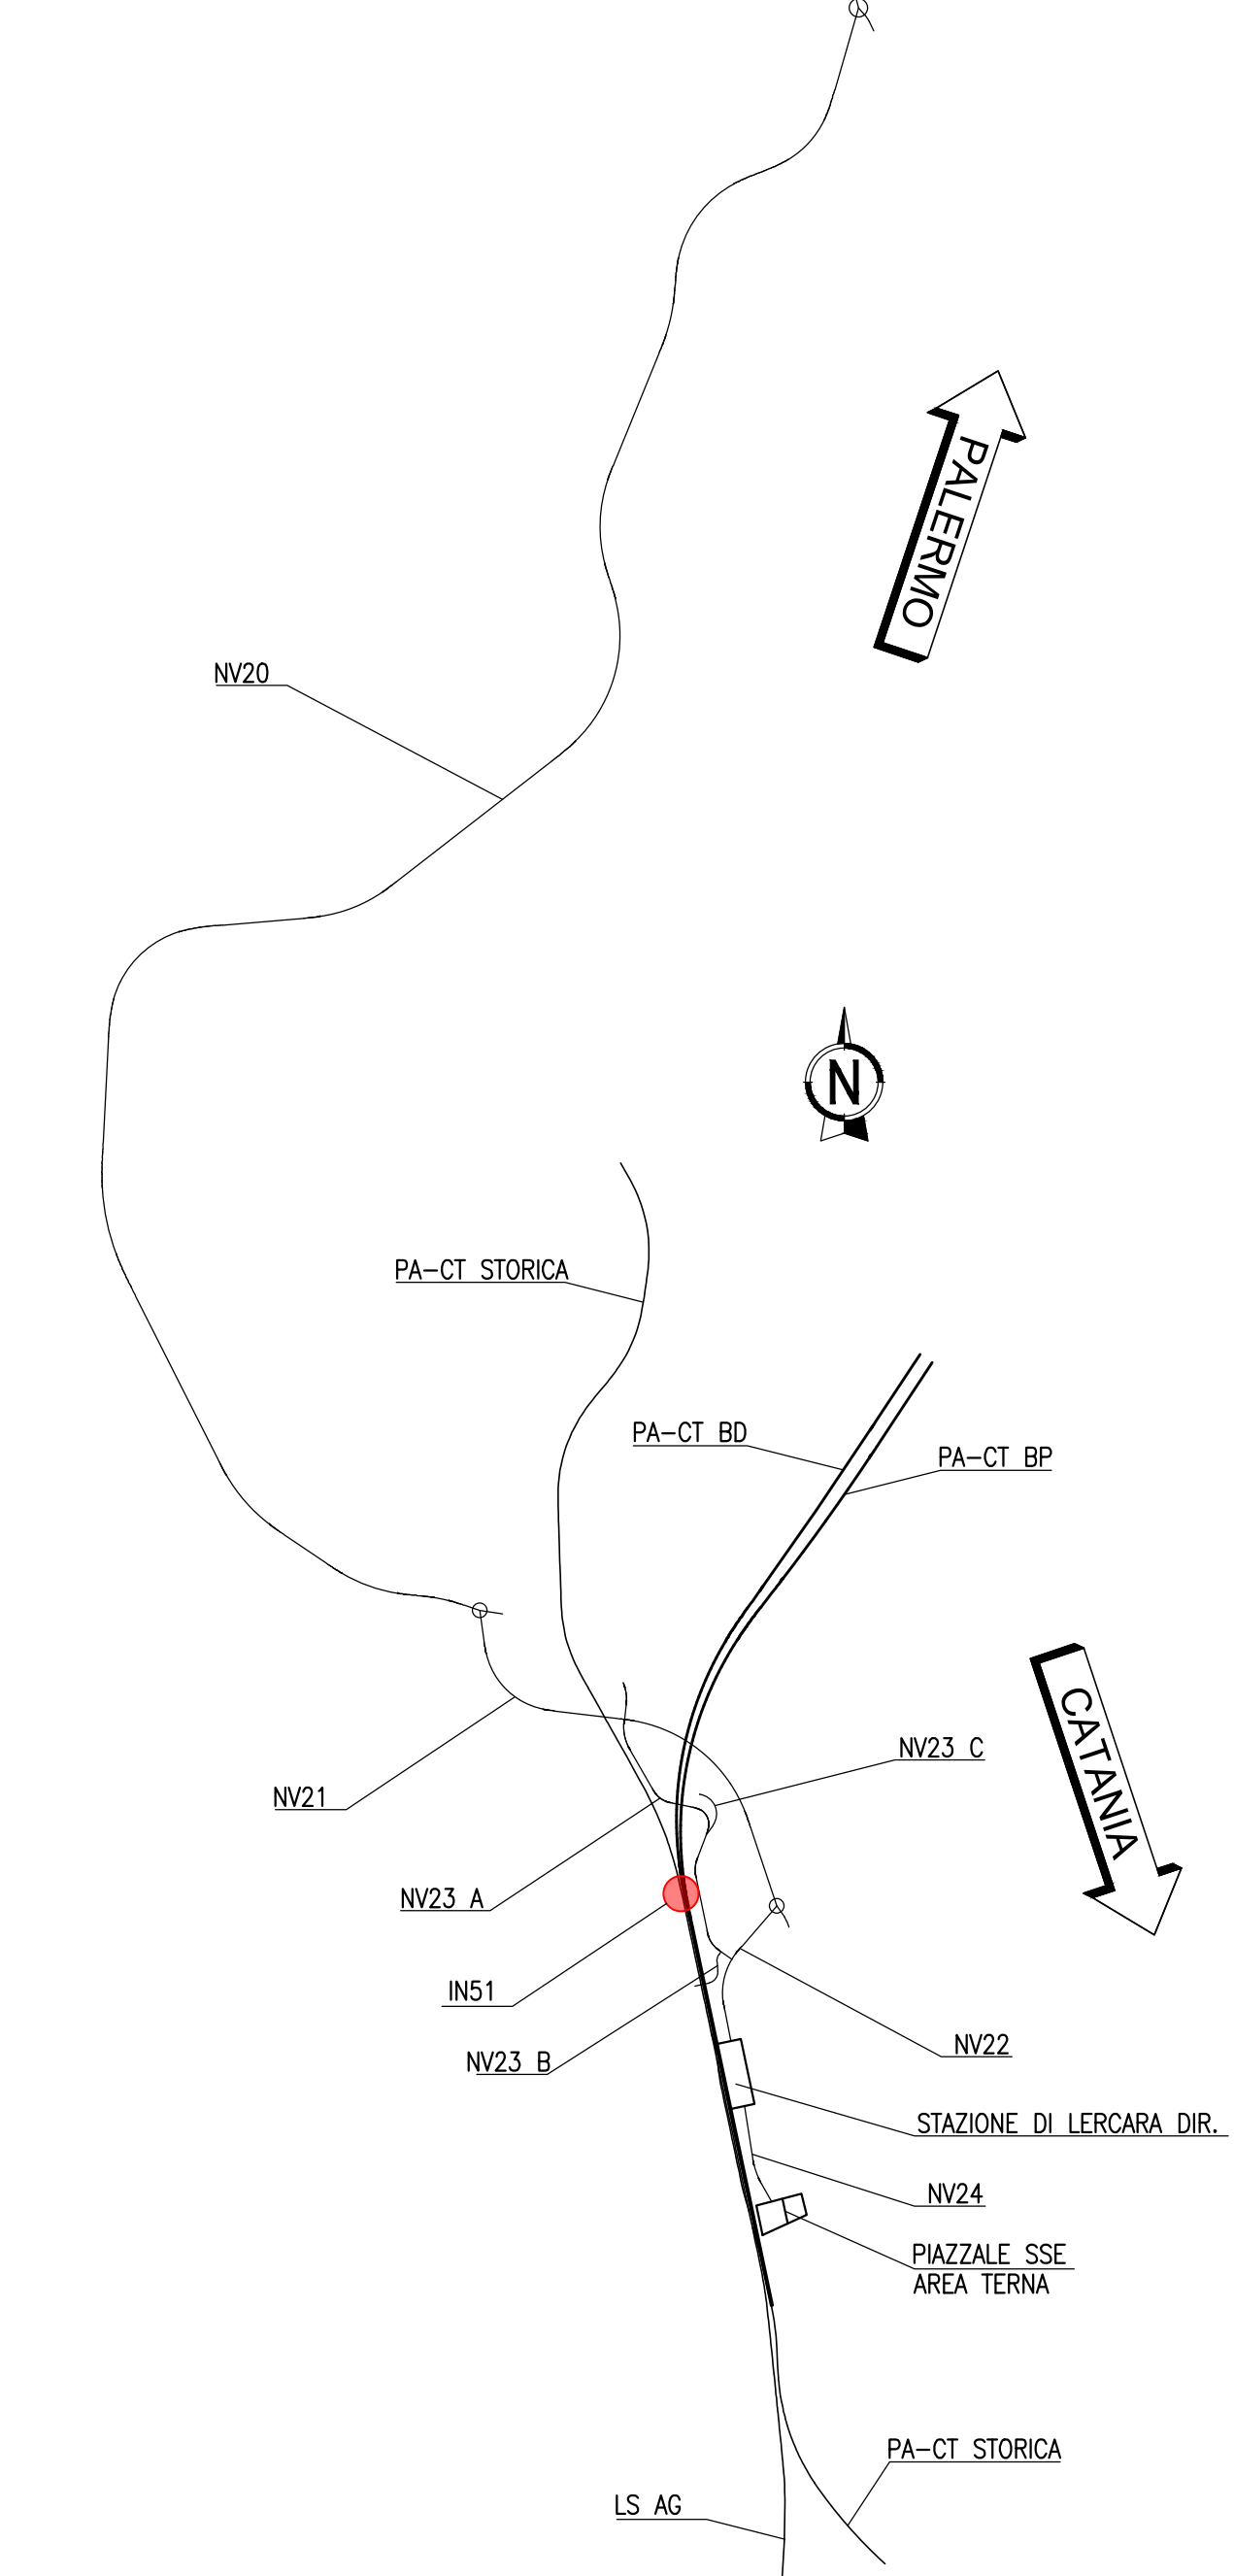 PALERMO
NV20
N
PA-CT STORICA
PA-CT BD
PA-CT BP
CATANIA
NV23 C
NV21
NV23 A
IN51
NV22
NV23 B
STAZIONE DI LERCARA DIR.
NV24
PIAZZALE SSE
AREA TERNA
PA-CT STORICA
LS AG